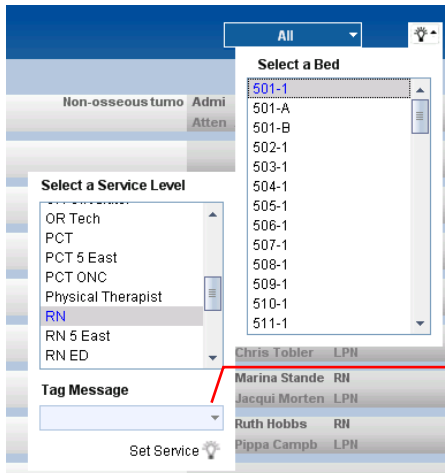 All
Select a Bed
501-1
501-A
501-B
502-1
503-1
504-1
505-1
506-1
507-1
508-1
509-1
510-1
511-1
Non-osseous tumo Admi
Atten
Select a Service Level
OR Tech
PCT
PCT 5 East
PCT ONC
Physical Therapist
RN
RN 5 East
RN ED
Tag Message
Set Service
Chris Tobler LPN
Marina Stande RN
Jacqui Morten LPN
Ruth Hobbs RN
Pippa Campb LPN